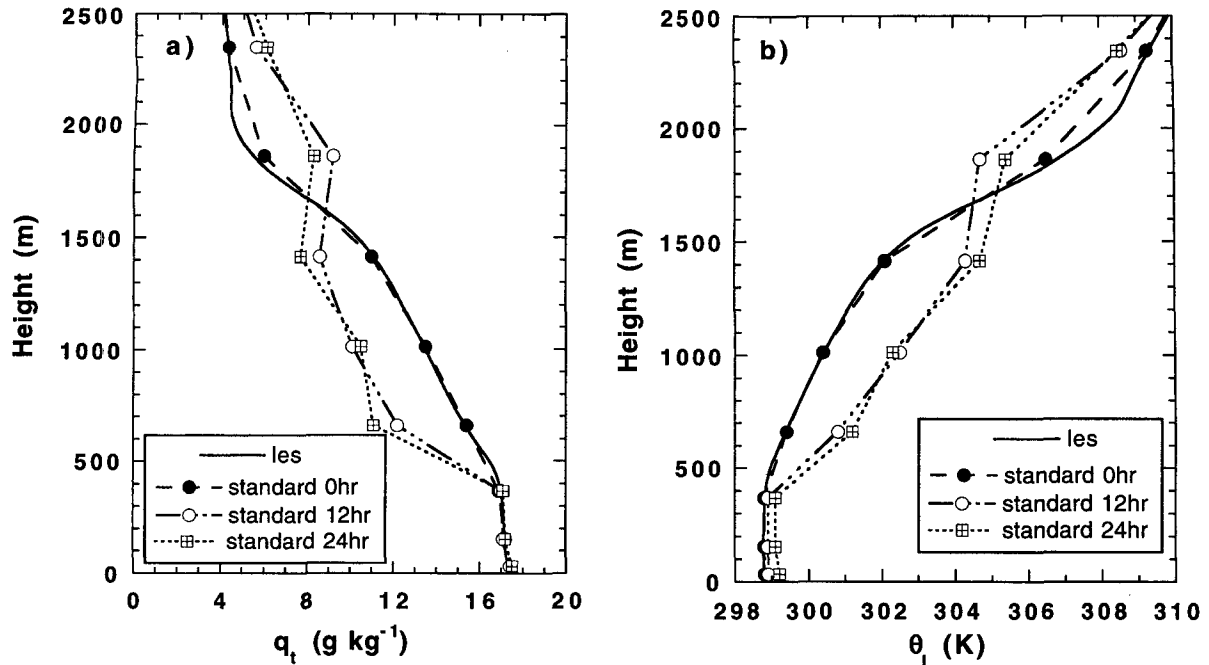 a)
2500
2000
1500
1000
500
0
Height (m)
les
standard 0hr
standard 12hr
standard 24hr
0 4 8 12 16 20
q_t (g kg⁻¹)
b)
2500
2000
1500
1000
500
0
Height (m)
les
standard 0hr
standard 12hr
standard 24hr
298 300 302 304 306 308 310
θ_l (K)